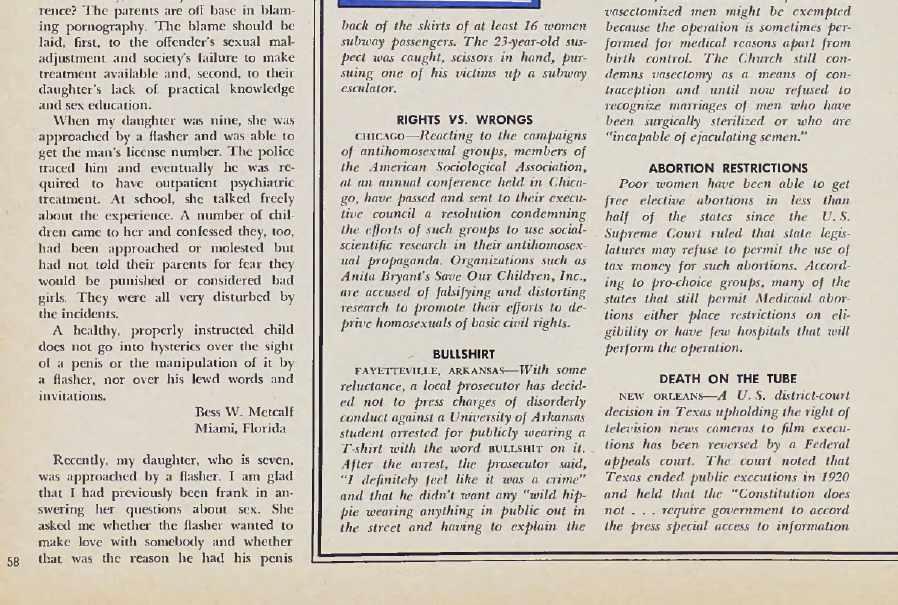 rence? The parents are off base in blam-
ing pornography. The blame should be
laid, first, to the offender's sexual mal-
adjustment and society's failure to make
treatment available and, second, to their
daughter's lack of practical knowledge
and sex education.
When my daughter was nine, she was
approached by a flasher and was able to
get the man's license number. The police
traced him and eventually he was re-
quired to have outpatient psychiatric
treatment. At school, she talked freely
about the experience. A number of chil-
dren came to her and confessed they, too,
had been approached or molested but
had not told their parents for fear they
would be punished or considered bad
girls. They were all very disturbed by
the incidents.
A healthy, properly instructed child
does not go into hysterics over the sight
of a penis or the manipulation of it by
a flasher, nor over his lewd words and
invitations.
Bess W. Metcalf
Miami, Florida
Recently, my daughter, who is seven,
was approached by a flasher. I am glad
that I had previously been frank in an-
swering her questions about sex. She
asked me whether the flasher wanted to
make love with somebody and whether
that was the reason he had his penis
58
back of the skirts of at least 16 women
subway passengers. The 23-year-old sus-
pect was caught, scissors in hand, pur-
suing one of his victims up a subway
esculator.
RIGHTS VS. WRONGS
CHICAGO—Reacting to the campaigns
of antihomosexual groups, members of
the American Sociological Association,
at an annual conference held in Chica-
go, have passed and sent to their execu-
tive council a resolution condemning
the efforts of such groups to use social-
scientific research in their antihomosex-
ual propaganda. Organizations such as
Anita Bryant's Save Our Children, Inc.,
are accused of falsifying and distorting
research to promote their efforts to de-
prive homosexuals of basic civil rights.
BULLSHIRT
FAYETTEVILLE, ARKANSAS—With some
reluctance, a local prosecutor has decid-
ed not to press charges of disorderly
conduct against a University of Arkansas
student arrested for publicly wearing a
T-shirt with the word BULLSHIT on it.
After the arrest, the prosecutor said,
"I definitely feel like it was a crime"
and that he didn't want any "wild hip-
pie wearing anything in public out in
the street and having to explain the
vasectomized men might be exempted
because the operation is sometimes per-
formed for medical reasons apart from
birth control. The Church still con-
demns vasectomy as a means of con-
traception and until now refused to
recognize marriages of men who have
been surgically sterilized or who are
"incapable of ejaculating semen."
ABORTION RESTRICTIONS
Poor women have been able to get
free elective abortions in less than
half of the states since the U. S.
Supreme Court ruled that state legis-
latures may refuse to permit the use of
tax money for such abortions. Accord-
ing to pro-choice groups, many of the
states that still permit Medicaid abor-
tions either place restrictions on eli-
gibility or have few hospitals that will
perform the operation.
DEATH ON THE TUBE
NEW ORLEANS—A U. S. district-court
decision in Texas upholding the right of
television news cameras to film execu-
tions has been reversed by a Federal
appeals court. The court noted that
Texas ended public executions in 1920
and held that the "Constitution does
not . . . require government to accord
the press special access to information